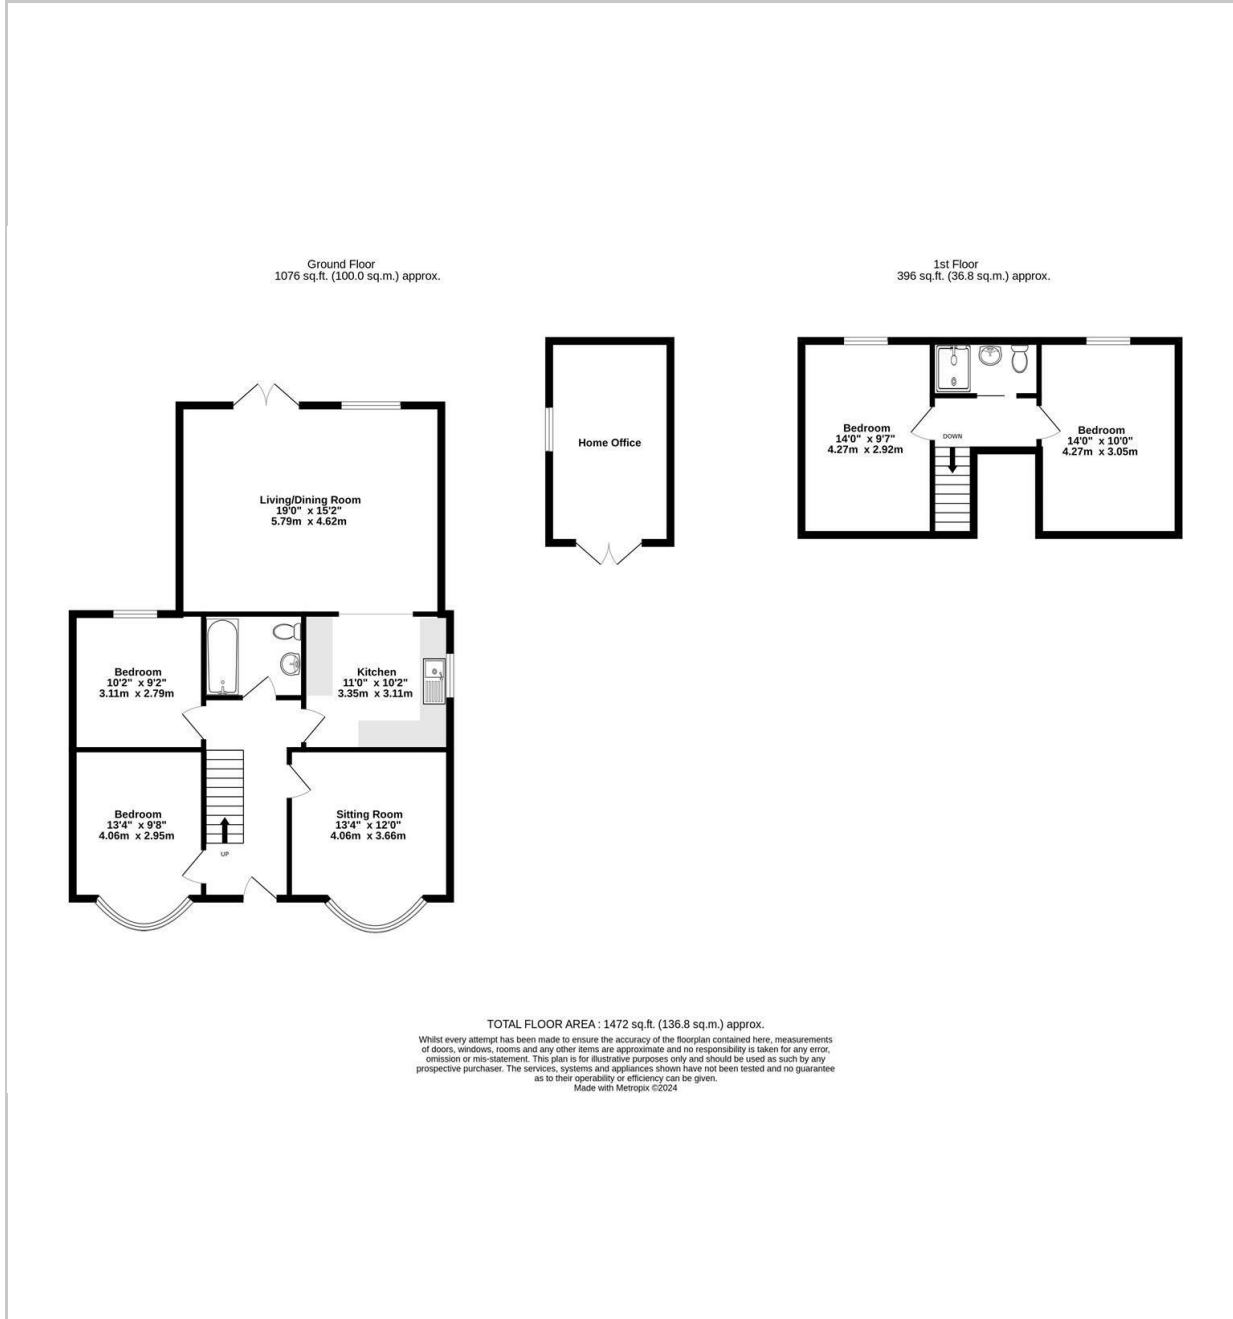 Ground Floor
1076 sq.ft. (100.0 sq.m.) approx.
1st Floor
396 sq.ft. (36.8 sq.m.) approx.
Living/Dining Room
19'0" x 15'2"
5.79m x 4.62m
Home Office
Bedroom
14'0" x 9'7"
4.27m x 2.92m
DOWN
Bedroom
14'0" x 10'0"
4.27m x 3.05m
Bedroom
10'2" x 9'2"
3.11m x 2.79m
Kitchen
11'0" x 10'2"
3.35m x 3.11m
Bedroom
13'4" x 9'8"
4.06m x 2.95m
UP
Sitting Room
13'4" x 12'0"
4.06m x 3.66m
TOTAL FLOOR AREA : 1472 sq.ft. (136.8 sq.m.) approx.
Whilst every attempt has been made to ensure the accuracy of the floorplan contained here, measurements
of doors, windows, rooms and any other items are approximate and no responsibility is taken for any error,
omission or mis-statement. This plan is for illustrative purposes only and should be used as such by any
prospective purchaser. The services, systems and appliances shown have not been tested and no guarantee
as to their operability or efficiency can be given.
Made with Metropix ©2024